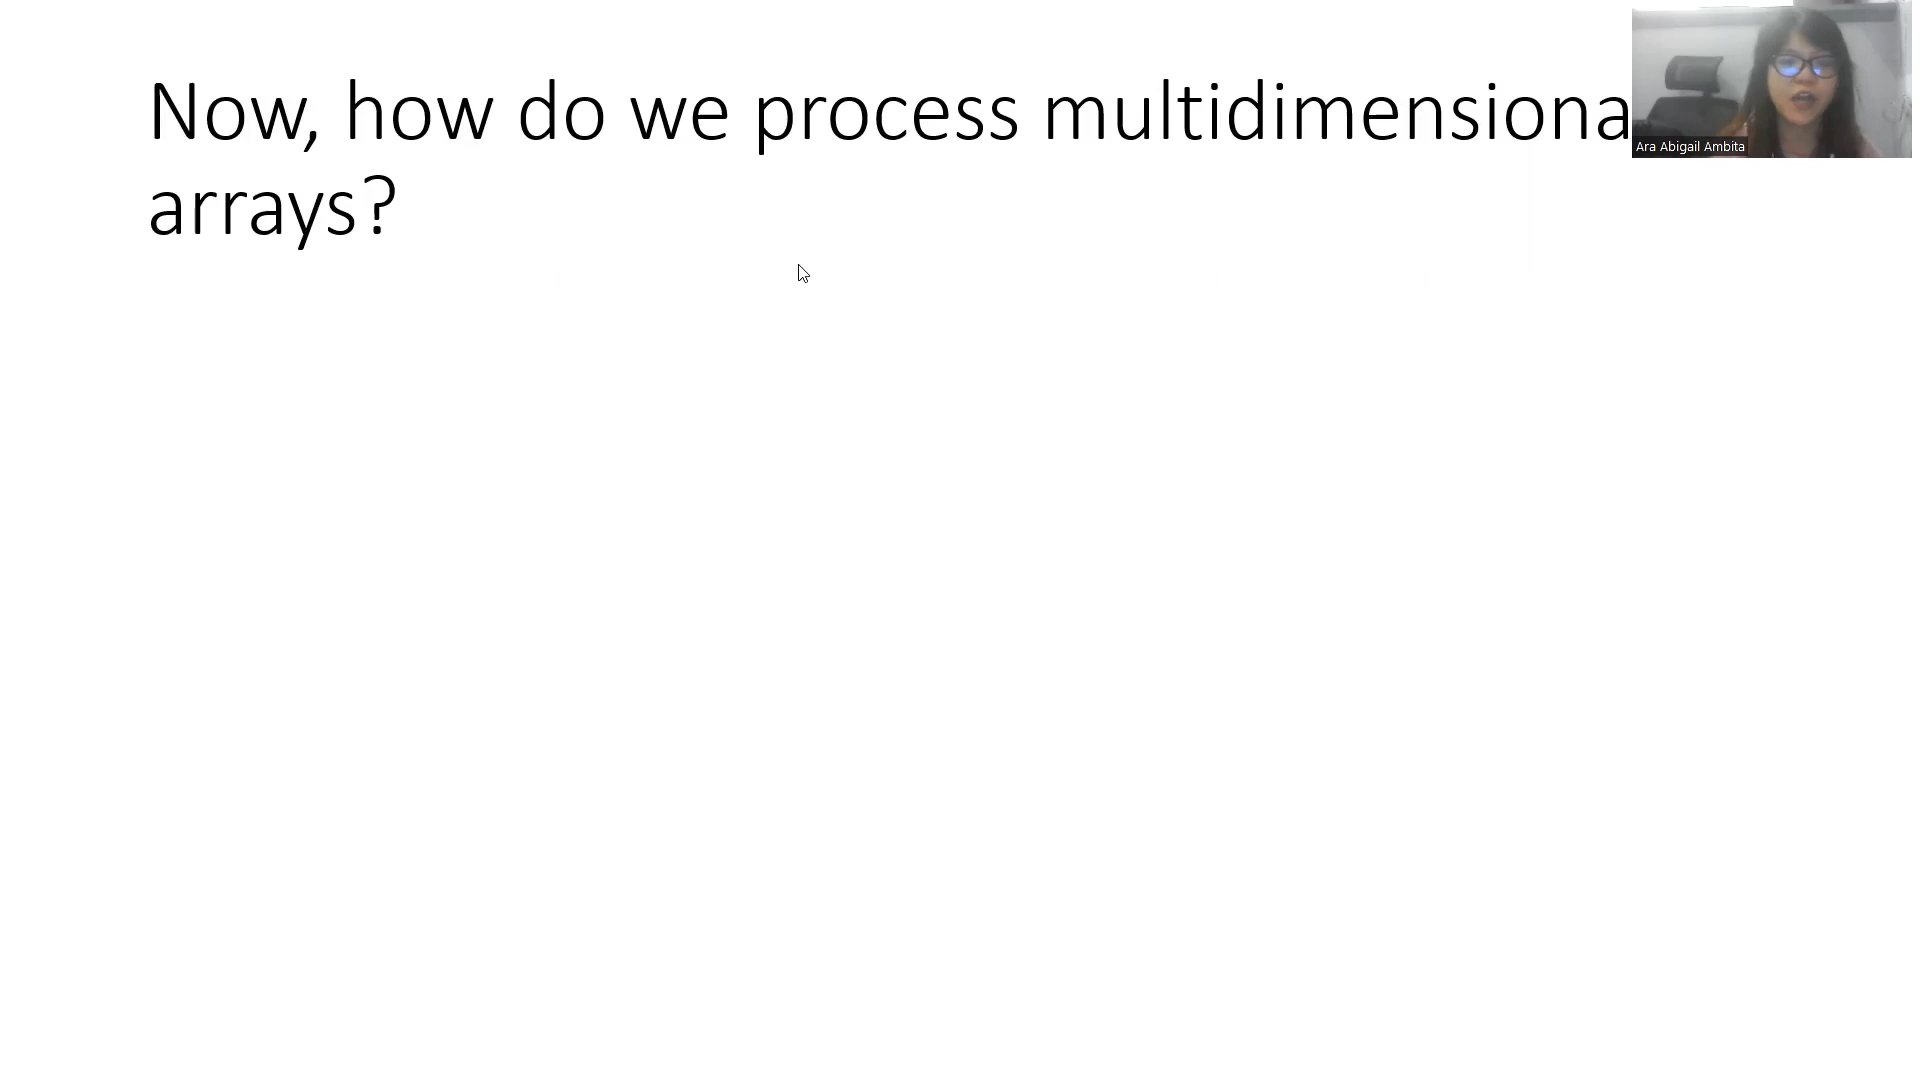 Now, how do we process multidimensiona
arrays?
Ara Abigail Ambita